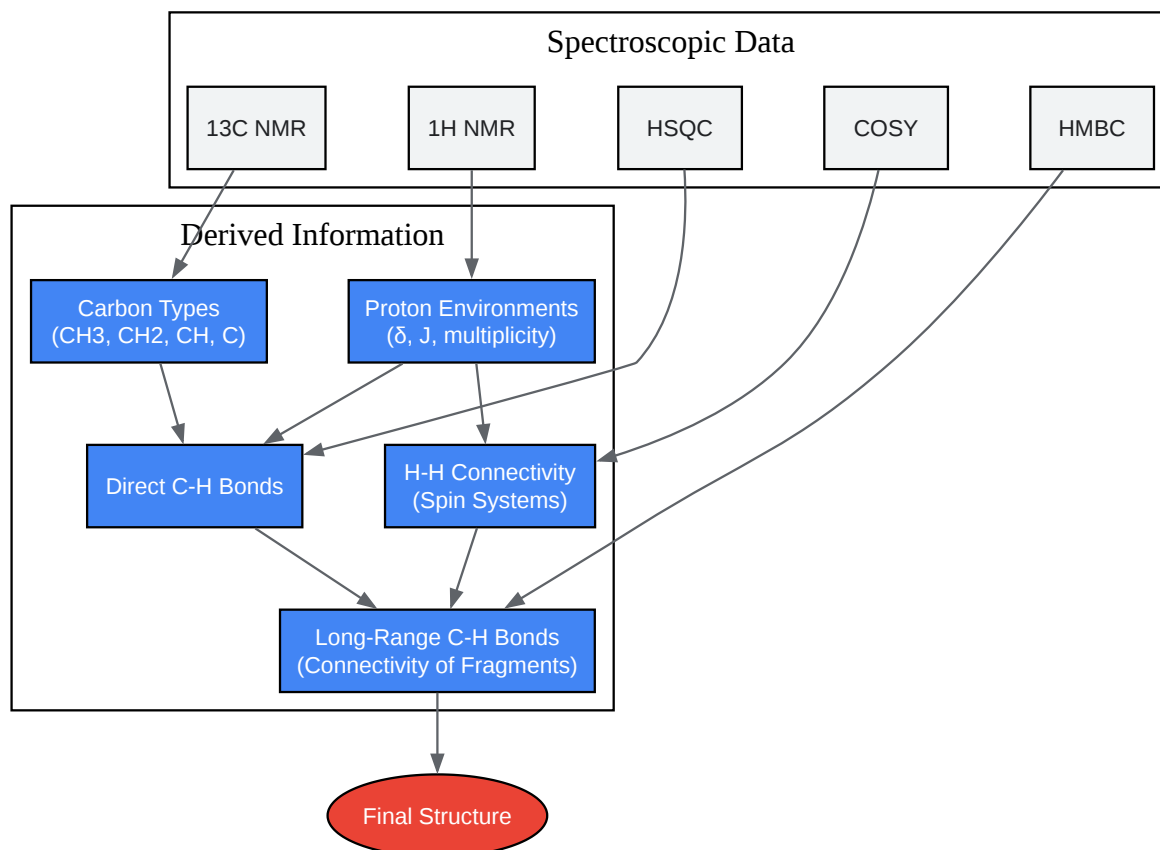 Spectroscopic Data
13C NMR
1H NMR
HSQC
COSY
HMBC
Derived Information
Carbon Types
(CH3, CH2, CH, C)
Proton Environments
(δ, J, multiplicity)
Direct C-H Bonds
H-H Connectivity
(Spin Systems)
Long-Range C-H Bonds
(Connectivity of Fragments)
Final Structure